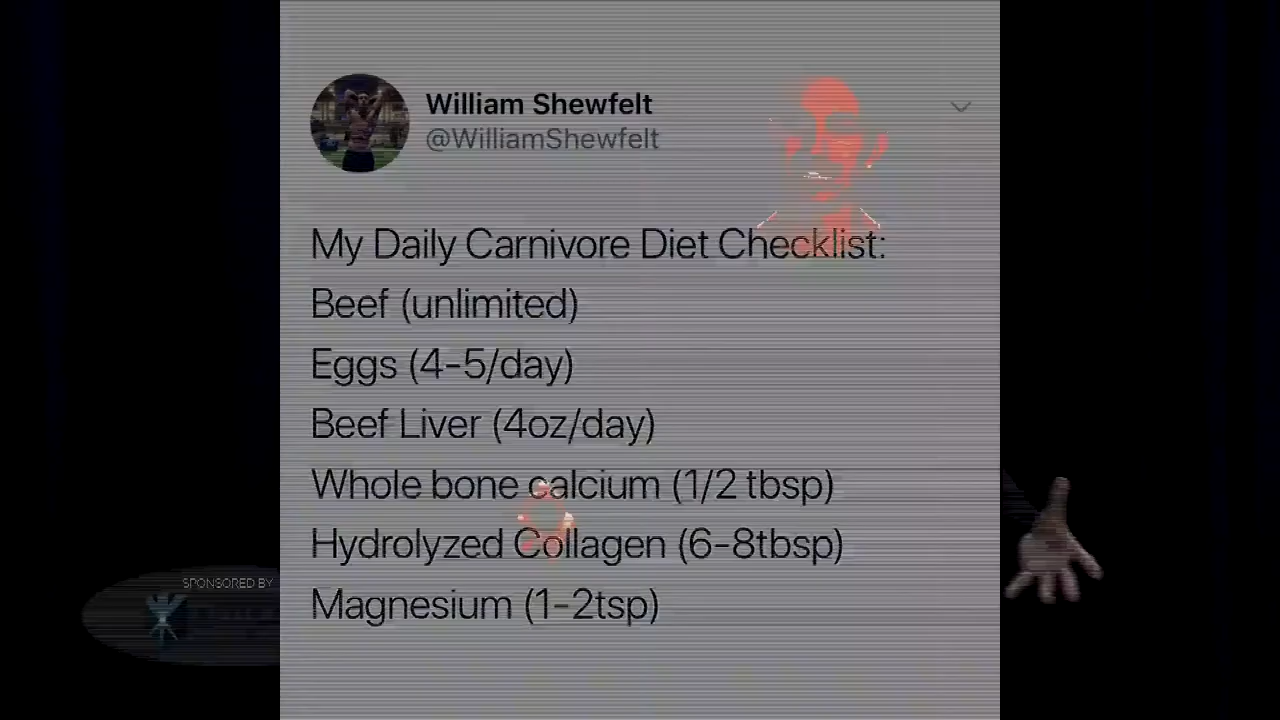 William Shewfelt
@WilliamShewfelt
My Daily Carnivore Diet Checklist:
Beef (unlimited)
Eggs (4-5/day)
Beef Liver (4oz/day)
Whole bone calcium (1/2 tbsp)
Hydrolyzed Collagen (6-8tbsp)
Magnesium (1-2tsp)
SPONSORED BY